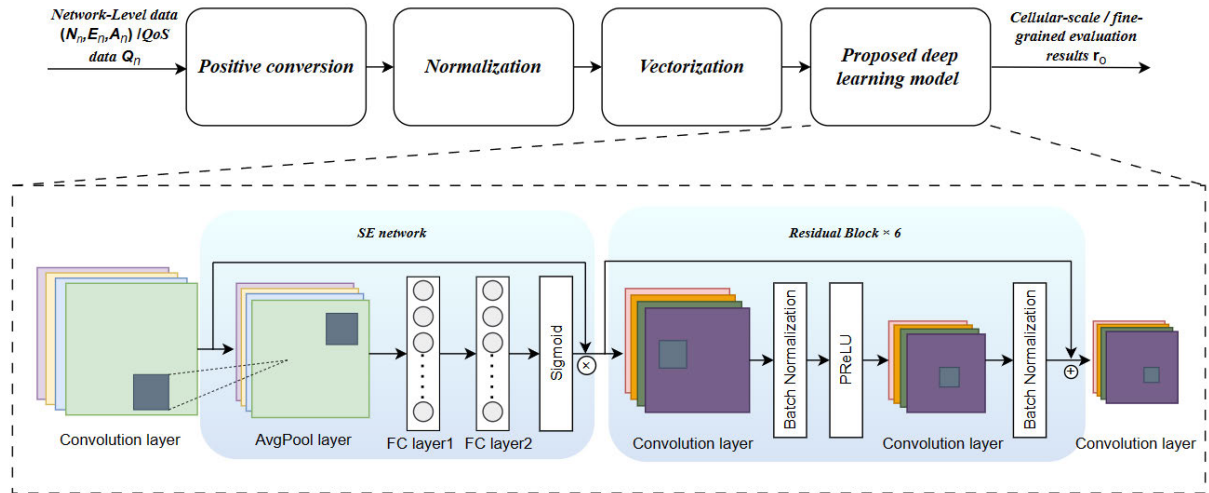 Network-Level data
(Nn,En,An) /QoS
data Qn
Positive conversion
Normalization
Vectorization
Proposed deep
learning model
Cellular-scale / fine-
grained evaluation
results ro
SE network
Residual Block × 6
Convolution layer
AvgPool layer
FC layer1
FC layer2
Sigmoid
×
Convolution layer
Batch Normalization
PReLU
Convolution layer
Batch Normalization
+
Convolution layer